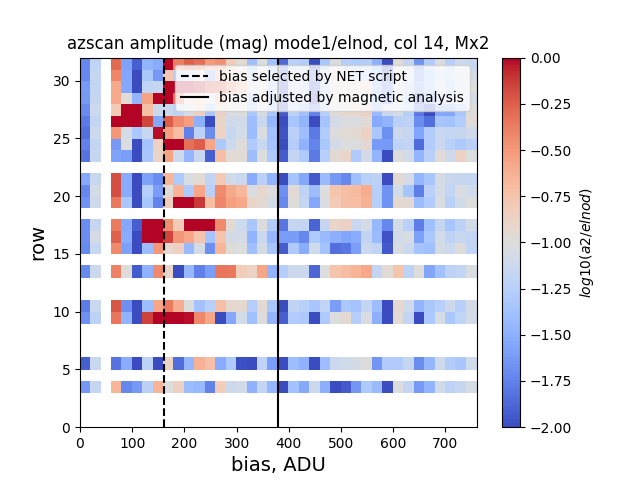 azscan amplitude (mag) mode1/elnod, col 14, Mx2
bias selected by NET script
bias adjusted by magnetic analysis
row
30
25
20
15
10
5
0
0 100 200 300 400 500 600 700
bias, ADU
0.00
−0.25
−0.50
−0.75
−1.00
−1.25
−1.50
−1.75
−2.00
log10(a2/elnod)